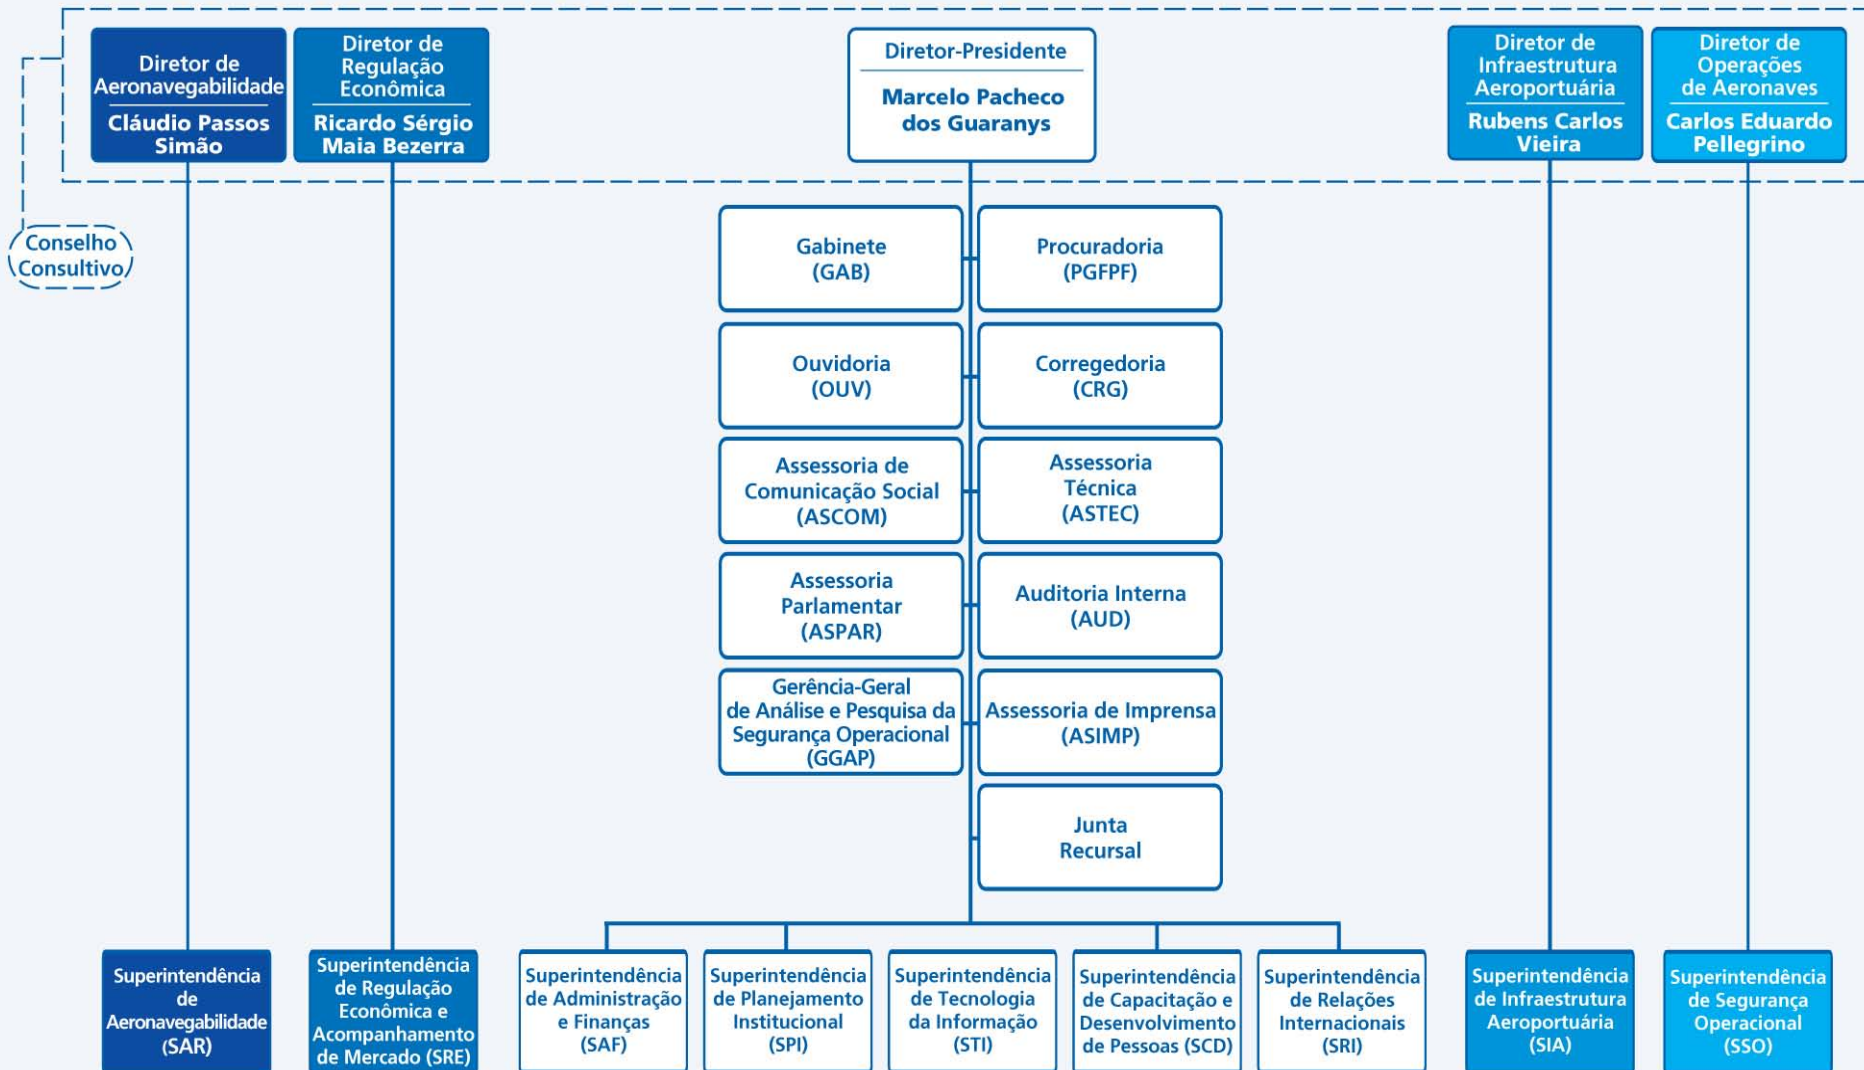 Diretor de
Aeronavegabilidade
Cláudio Passos
Simão
Diretor de
Regulação
Econômica
Ricardo Sérgio
Maia Bezerra
Diretor-Presidente
Marcelo Pacheco
dos Guaranys
Diretor de
Infraestrutura
Aeroportuária
Rubens Carlos
Vieira
Diretor de
Operações
de Aeronaves
Carlos Eduardo
Pellegrino
Conselho
Consultivo
Gabinete
(GAB)
Procuradoria
(PGFPF)
Ouvidoria
(OUV)
Corregedoria
(CRG)
Assessoria de
Comunicação Social
(ASCOM)
Assessoria
Técnica
(ASTEC)
Assessoria
Parlamentar
(ASPAR)
Auditoria Interna
(AUD)
Gerência-Geral
de Análise e Pesquisa da
Segurança Operacional
(GGAP)
Assessoria de Imprensa
(ASIMP)
Junta
Recursal
Superintendência
de
Aeronavegabilidade
(SAR)
Superintendência
de Regulação
Econômica e
Acompanhamento
de Mercado (SRE)
Superintendência
de Administração
e Finanças
(SAF)
Superintendência
de Planejamento
Institucional
(SPI)
Superintendência
de Tecnologia
da Informação
(STI)
Superintendência
de Capacitação e
Desenvolvimento
de Pessoas (SCD)
Superintendência
de Relações
Internacionais
(SRI)
Superintendência
de Infraestrutura
Aeroportuária
(SIA)
Superintendência
de Segurança
Operacional
(SSO)